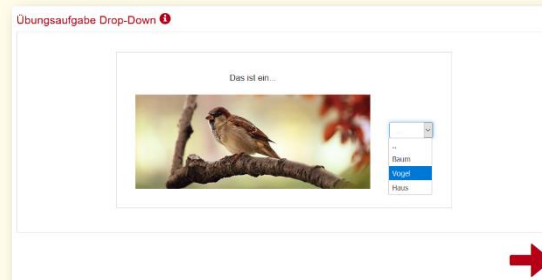 Übungsaufgabe Drop-Down i
Das ist ein...
...
..
Baum
Vogel
Haus